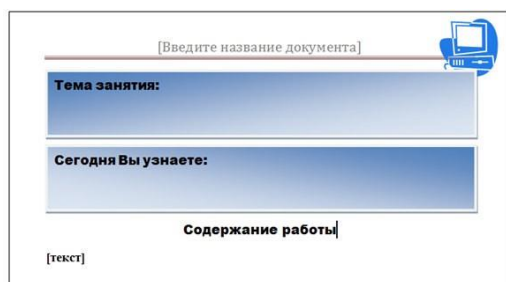 [Введите название документа]
Тема занятия:
Сегодня Вы узнаете:
Содержание работы
[текст]